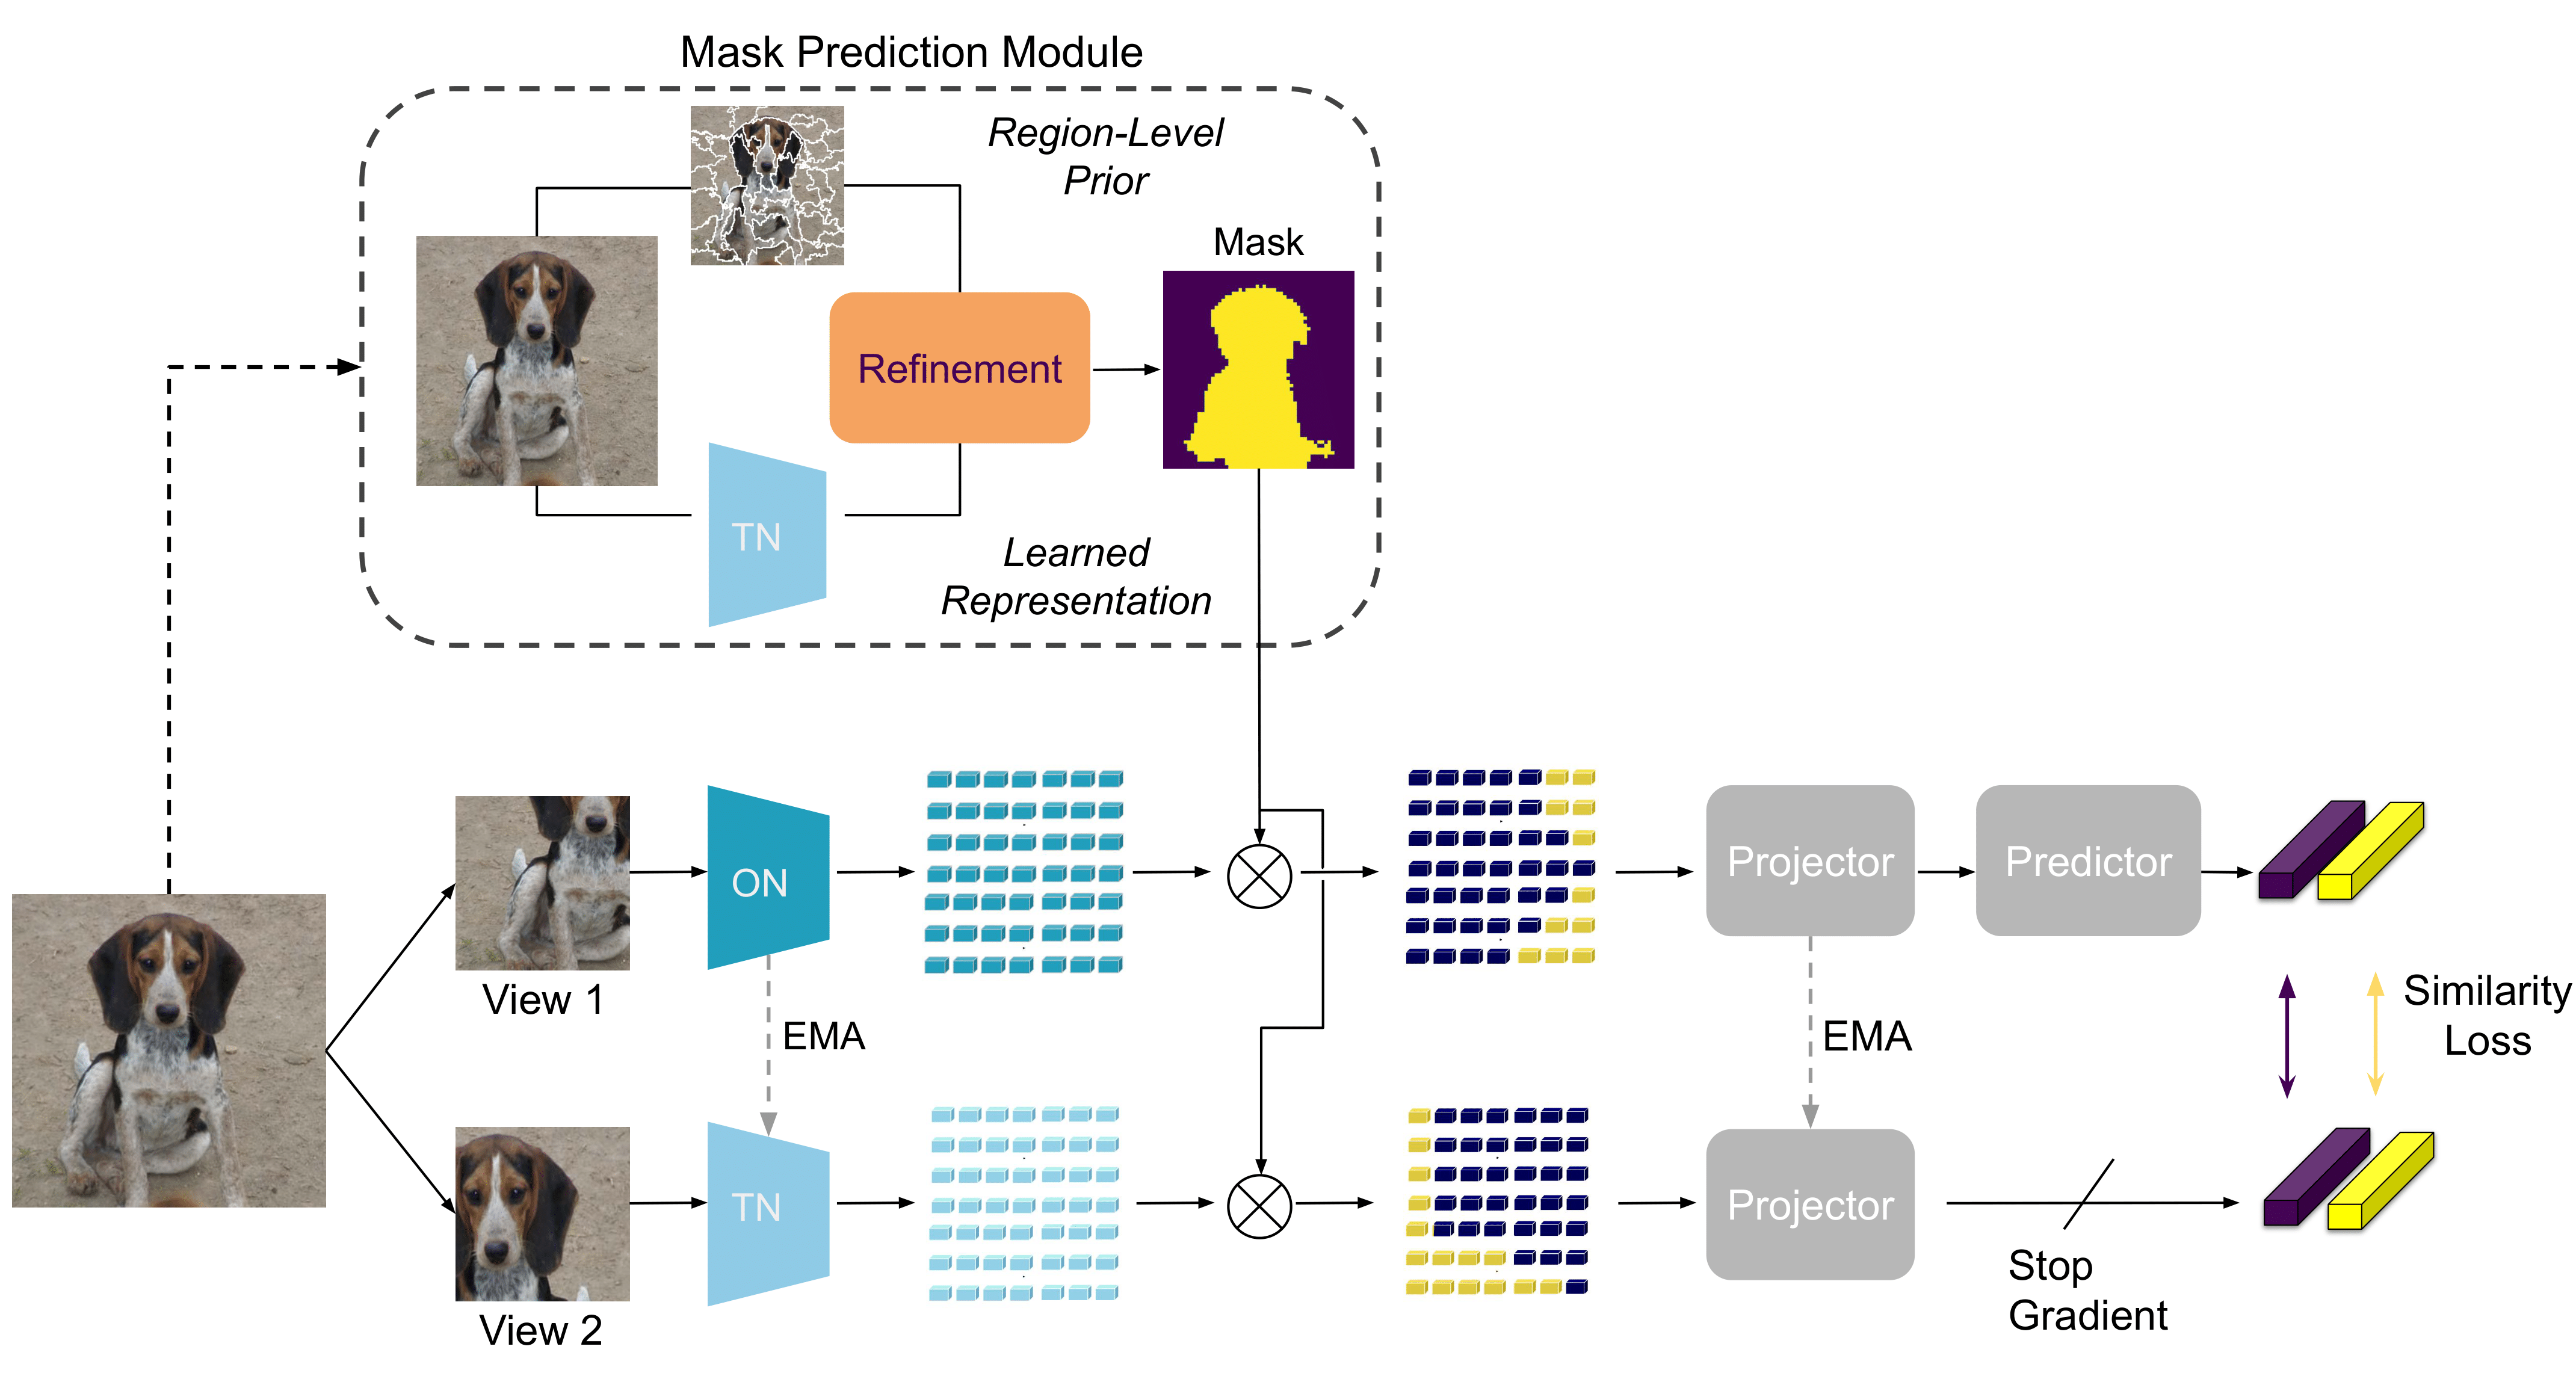 Mask Prediction Module
Region-Level
Prior
Mask
Refinement
TN
Learned
Representation
View 1
ON
Projector
Predictor
EMA
EMA
Similarity
Loss
View 2
TN
Projector
Stop
Gradient